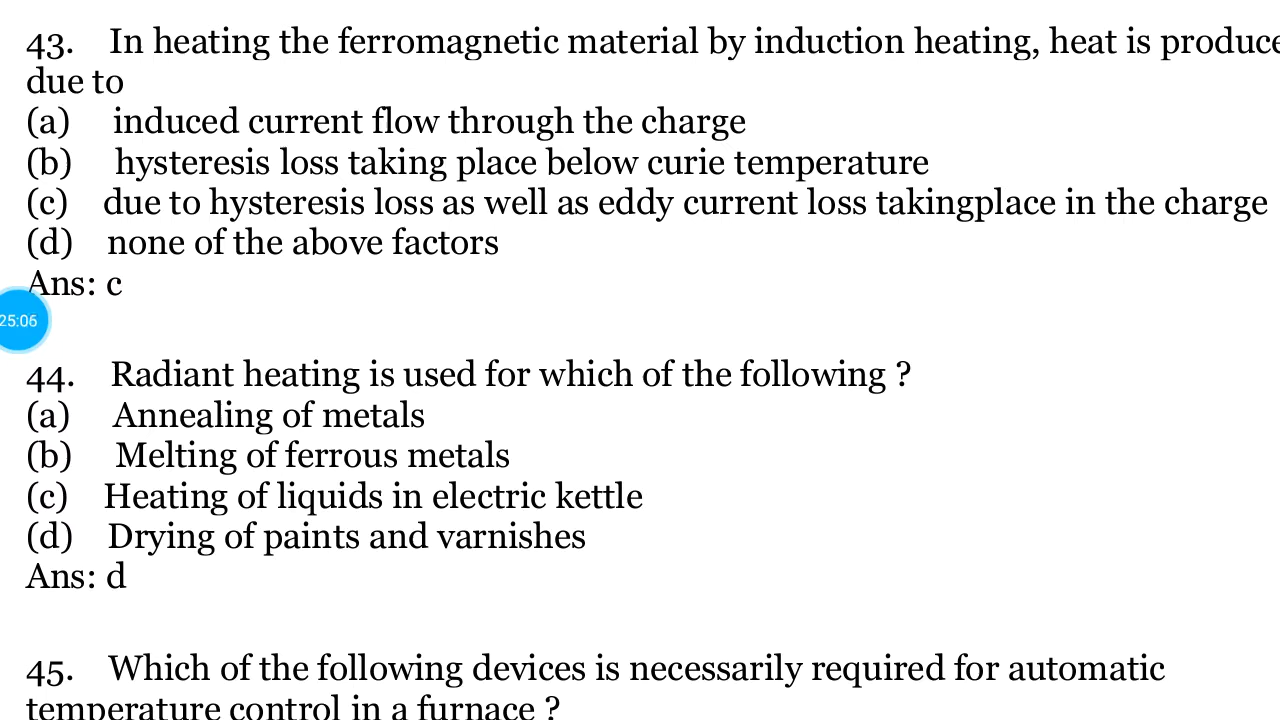 43. In heating the ferromagnetic material by induction heating, heat is produce
due to
(a) induced current flow through the charge
(b) hysteresis loss taking place below curie temperature
(c) due to hysteresis loss as well as eddy current loss takingplace in the charge
(d) none of the above factors
Ans: c
25:06
44. Radiant heating is used for which of the following ?
(a) Annealing of metals
(b) Melting of ferrous metals
(c) Heating of liquids in electric kettle
(d) Drying of paints and varnishes
Ans: d
45. Which of the following devices is necessarily required for automatic
temperature control in a furnace ?